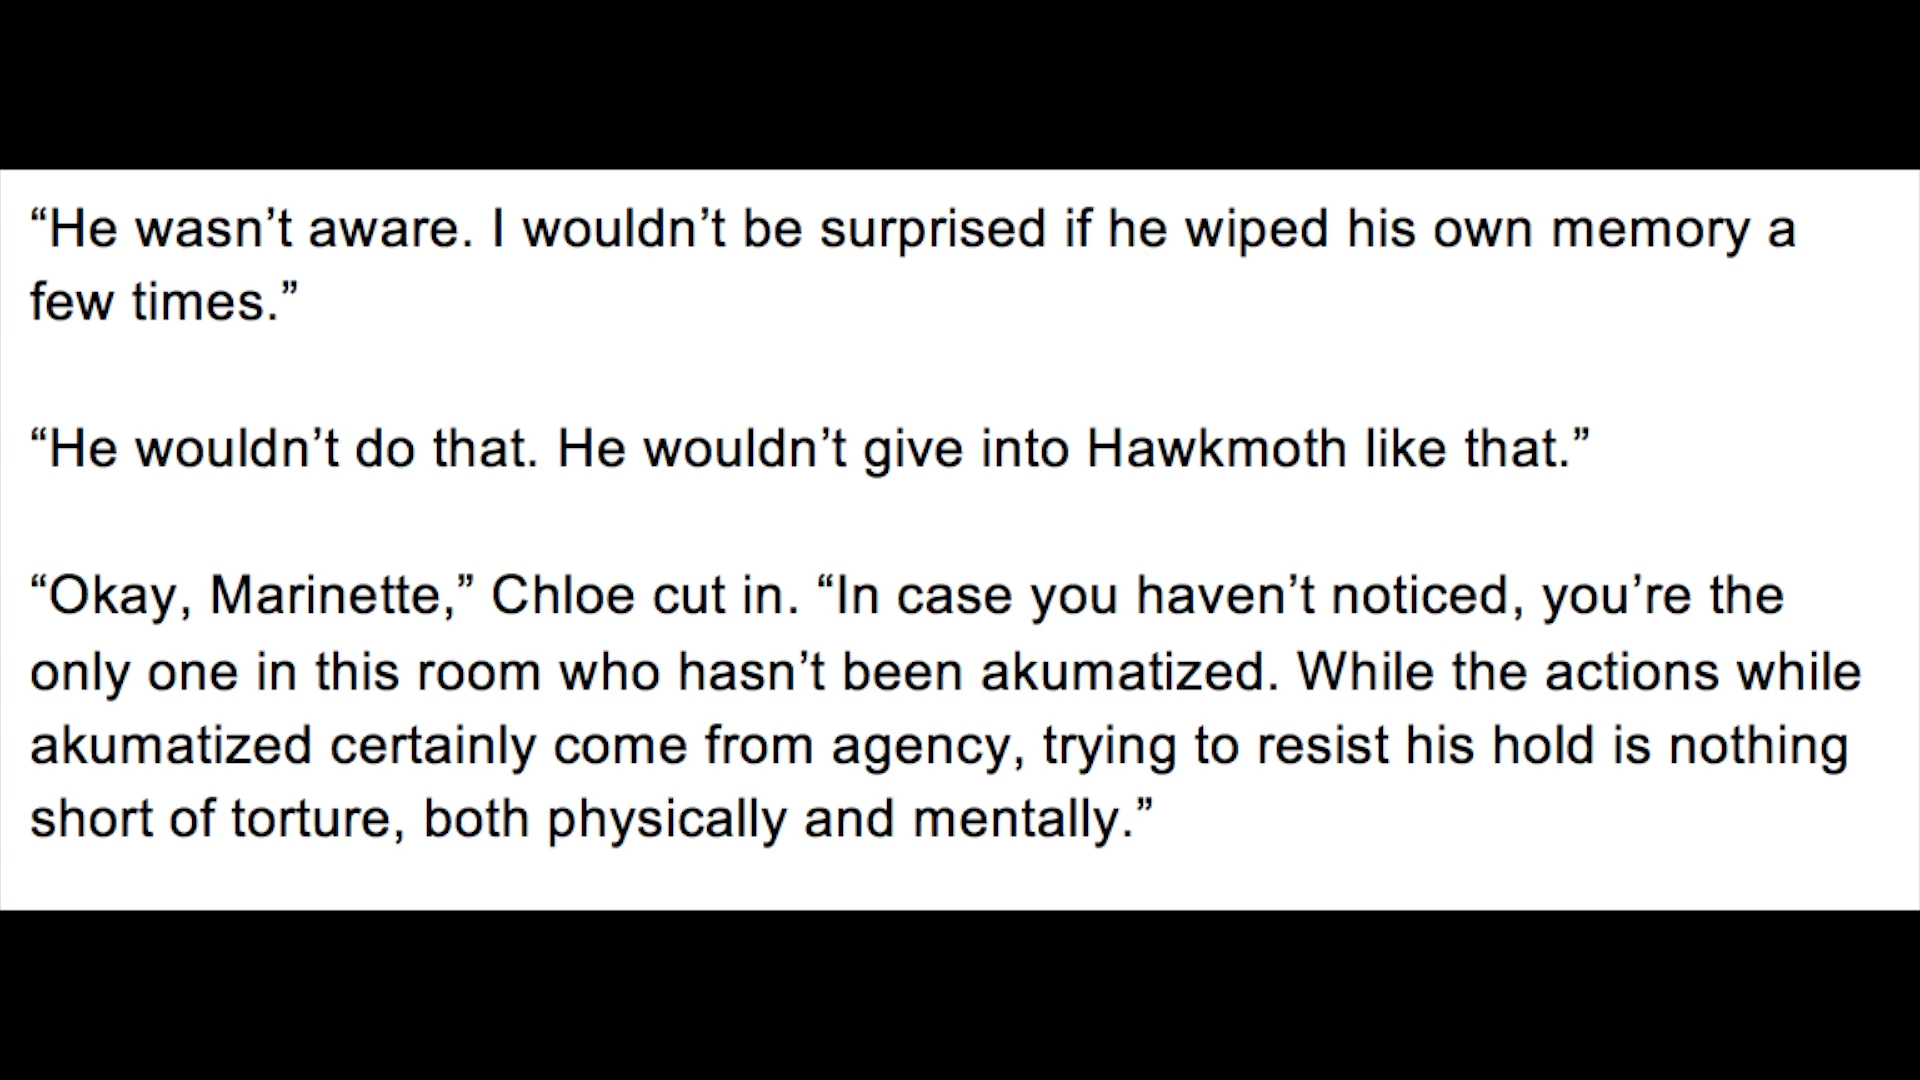 “He wasn’t aware. I wouldn’t be surprised if he wiped his own memory a
few times.”
“He wouldn’t do that. He wouldn’t give into Hawkmoth like that.”
“Okay, Marinette,” Chloe cut in. “In case you haven’t noticed, you’re the
only one in this room who hasn’t been akumatized. While the actions while
akumatized certainly come from agency, trying to resist his hold is nothing
short of torture, both physically and mentally.”